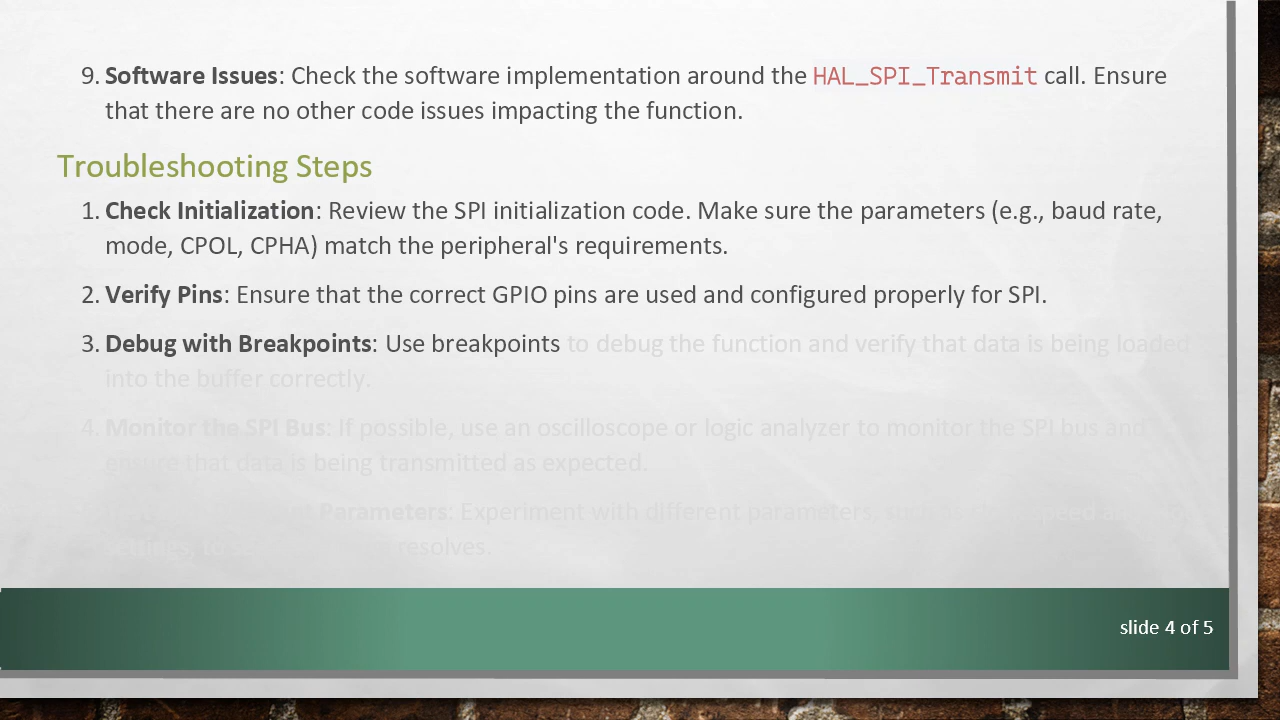 9. Software Issues: Check the software implementation around the HAL_SPI_Transmit call. Ensure
that there are no other code issues impacting the function.
Troubleshooting Steps
1. Check Initialization: Review the SPI initialization code. Make sure the parameters (e.g., baud rate,
mode, CPOL, CPHA) match the peripheral's requirements.
2. Verify Pins: Ensure that the correct GPIO pins are used and configured properly for SPI.
3. Debug with Breakpoints: Use breakpoints to debug the function and verify that data is being loaded
into the buffer correctly.
4. Monitor the SPI Bus: If possible, use an oscilloscope or logic analyzer to monitor the SPI bus and
ensure that data is being transmitted as expected.
Parameters: Experiment with different parameters,
settings, resolves.
slide 4 of 5